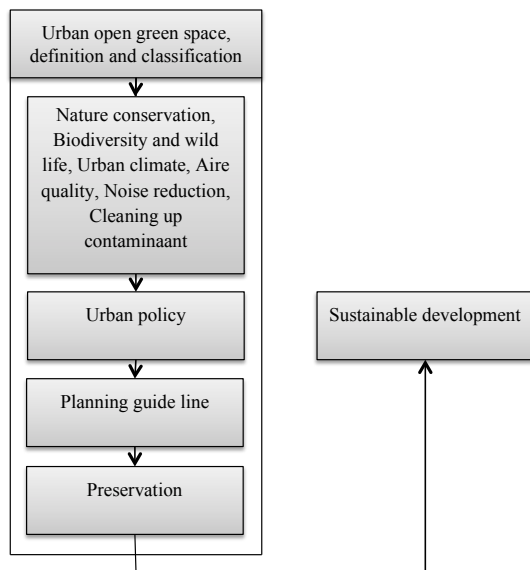 Urban open green space,
definition and classification
Nature conservation,
Biodiversity and wild
life, Urban climate, Aire
quality, Noise reduction,
Cleaning up
contaminaant
Urban policy
Sustainable development
Planning guide line
Preservation